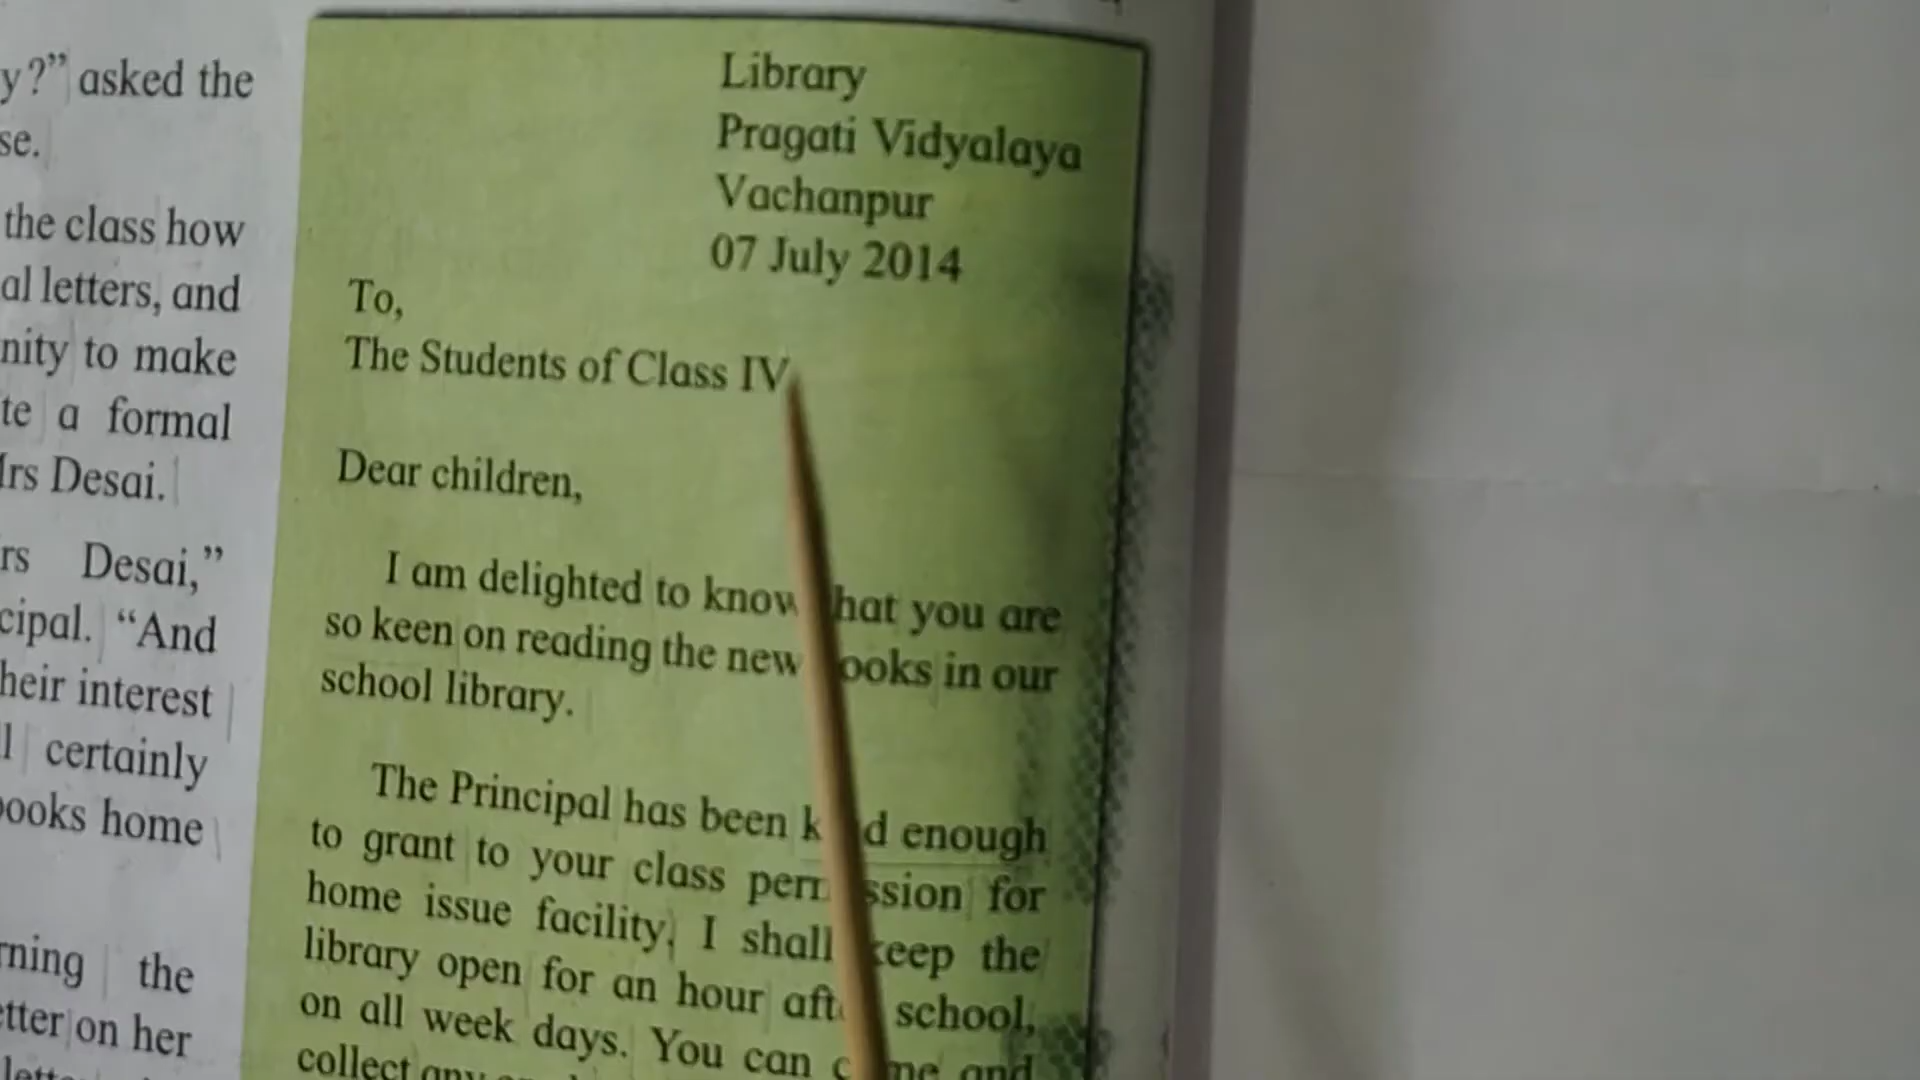 y?” asked the
se.
the class how
al letters, and
nity to make
te a formal
Mrs Desai.
rs Desai,”
cipal. “And
heir interest
l certainly
books home
rning the
etter on her
Library
Pragati Vidyalaya
Vachanpur
07 July 2014
To,
The Students of Class IV
Dear children,
I am delighted to know that you are
so keen on reading the new books in our
school library.
The Principal has been kind enough
to grant to your class permission for
home issue facility. I shall keep the
library open for an hour after school,
on all week days. You can come and
collect any